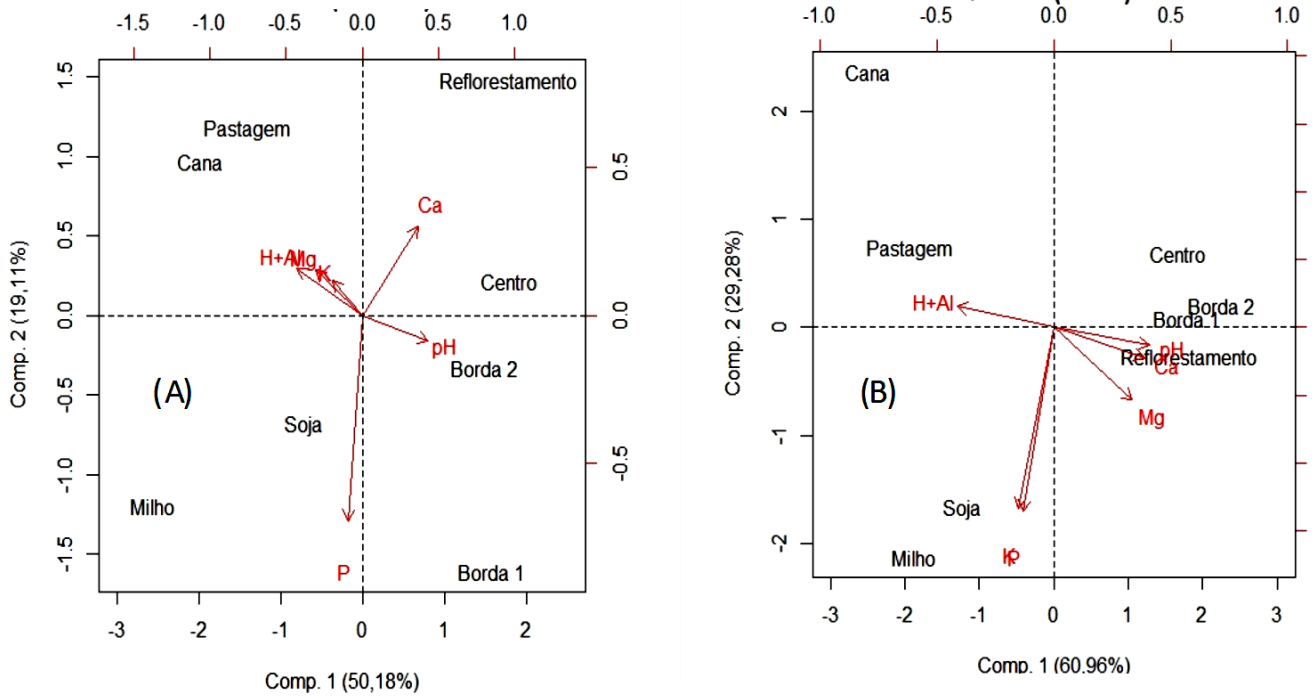 -1.5 -0.5 0.0 0.5 1.0
1.5
1.0
0.5
0.0
-0.5
-1.0
-1.5
Comp. 2 (19,11%)
Reflorestamento
Pastagem
Cana
Ca
H+Al
Mg
K
Centro
pH
Borda 2
(A)
Soja
Milho
P
Borda 1
0.5
0.0
-0.5
-3 -2 -1 0 1 2
Comp. 1 (50,18%)
-1.0 -0.5 0.0 0.5 1.0
2
1
0
-1
-2
Comp. 2 (29,28%)
Cana
Pastagem
Centro
H+Al
Borda 2
Borda 1
pH
Reflorestamento
Ca
(B)
Mg
Soja
K
P
Milho
-3 -2 -1 0 1 2 3
Comp. 1 (60,96%)